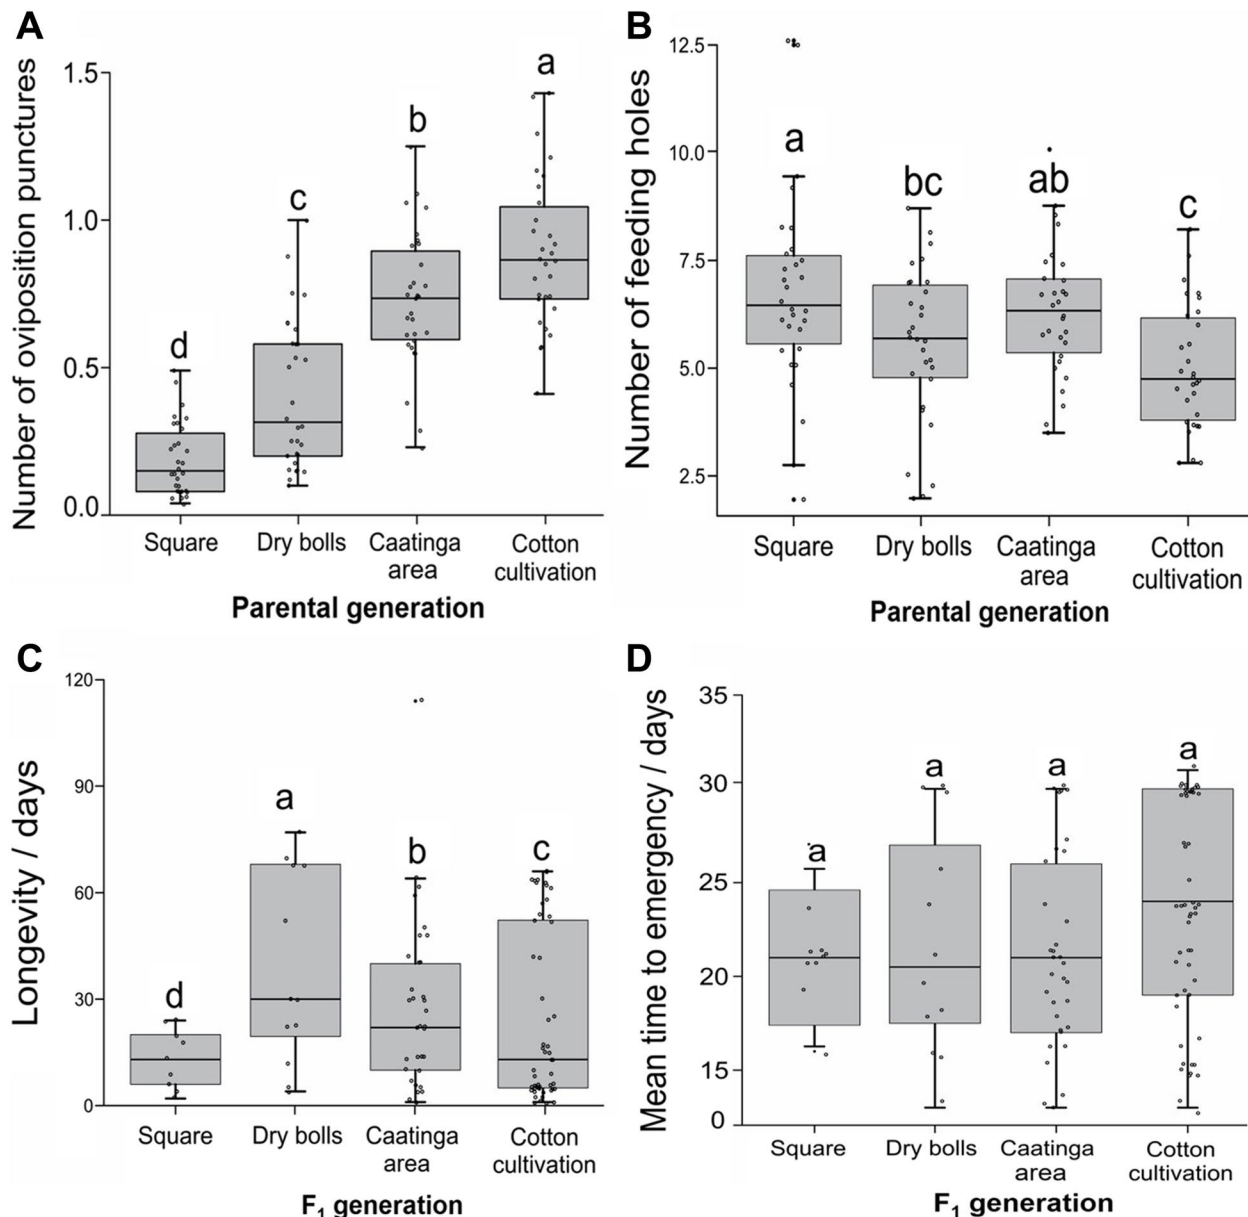 A
Number of oviposition punctures
1.5
1.0
0.5
0.0
d
c
b
a
Square
Dry bolls
Caatinga
area
Cotton
cultivation
Parental generation
B
Number of feeding holes
12.5
10.0
7.5
5.0
2.5
a
bc
ab
c
Square
Dry bolls
Caatinga
area
Cotton
cultivation
Parental generation
C
Longevity / days
120
90
60
30
0
d
a
b
c
Square
Dry bolls
Caatinga
area
Cotton
cultivation
F₁ generation
D
Mean time to emergency / days
35
30
25
20
15
0
a
a
a
a
Square
Dry bolls
Caatinga
area
Cotton
cultivation
F₁ generation